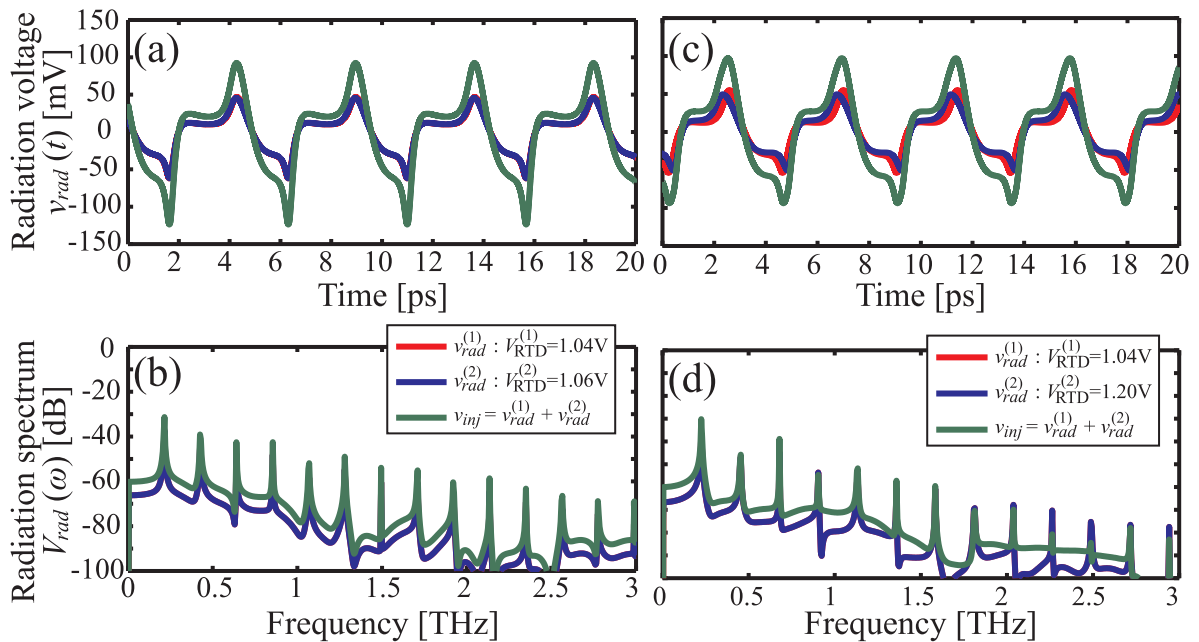 Radiation voltage
v_rad (t) [mV]
150
100
50
0
-50
-100
-150
(a)
0 2 4 6 8 10 12 14 16 18 20
Time [ps]
(c)
0 2 4 6 8 10 12 14 16 18 20
Time [ps]
Radiation spectrum
V_rad (ω) [dB]
0
-20
-40
-60
-80
-100
(b)
v_rad^(1) : V_RTD^(1)=1.04V
v_rad^(2) : V_RTD^(2)=1.06V
v_inj = v_rad^(1) + v_rad^(2)
0 0.5 1 1.5 2 2.5 3
Frequency [THz]
(d)
v_rad^(1) : V_RTD^(1)=1.04V
v_rad^(2) : V_RTD^(2)=1.20V
v_inj = v_rad^(1) + v_rad^(2)
0 0.5 1 1.5 2 2.5 3
Frequency [THz]